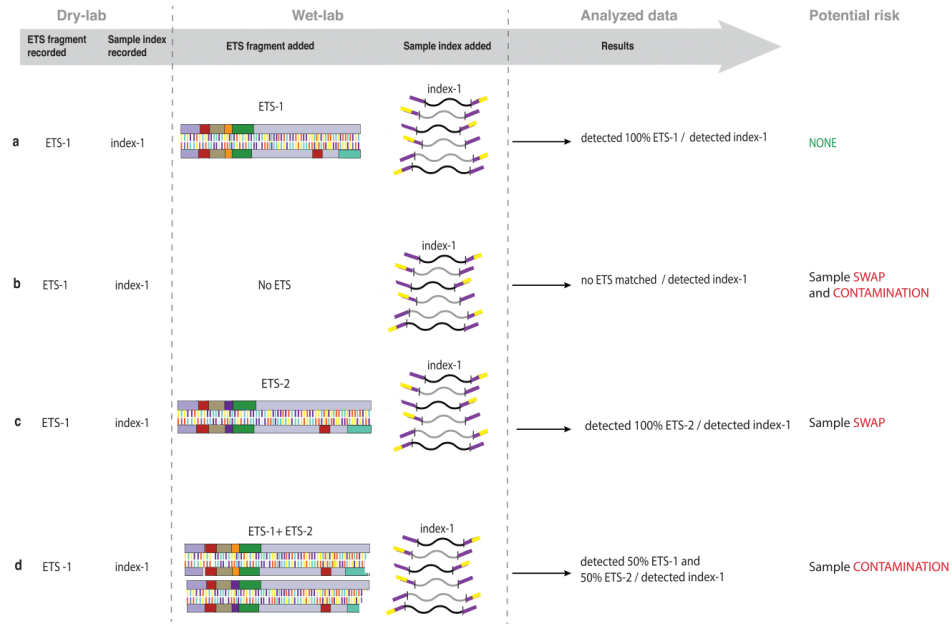 Dry-lab
Wet-lab
Analyzed data
Potential risk
ETS fragment
recorded
Sample index
recorded
ETS fragment added
Sample index added
Results
a
ETS-1
index-1
ETS-1
index-1
detected 100% ETS-1 / detected index-1
NONE
b
ETS-1
index-1
No ETS
index-1
no ETS matched / detected index-1
Sample SWAP
and CONTAMINATION
c
ETS-1
index-1
ETS-2
index-1
detected 100% ETS-2 / detected index-1
Sample SWAP
d
ETS -1
index-1
ETS-1+ ETS-2
index-1
detected 50% ETS-1 and
50% ETS-2 / detected index-1
Sample CONTAMINATION